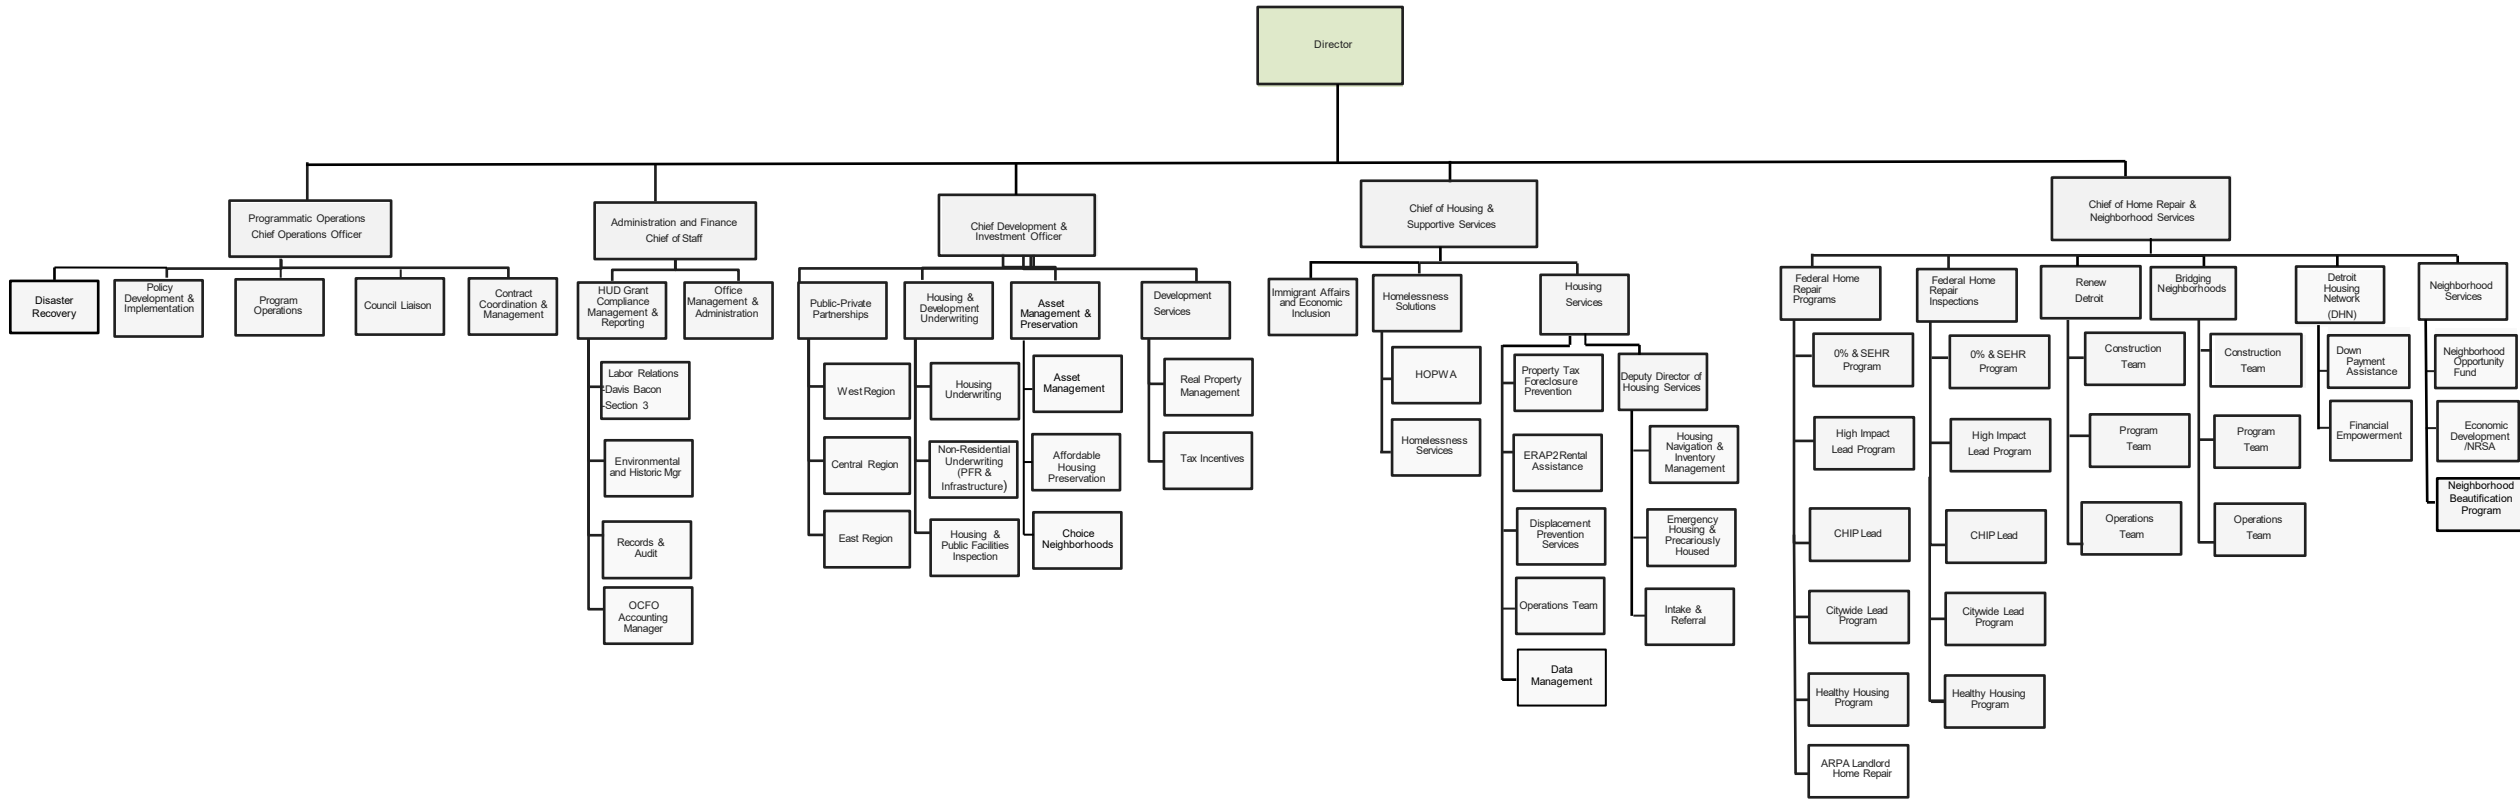 Director
Programmatic Operations
Chief Operations Officer
Administration and Finance
Chief of Staff
Chief Development &
Investment Officer
Chief of Housing &
Supportive Services
Chief of Home Repair &
Neighborhood Services
Disaster
Recovery
Policy
Development &
Implementation
Program
Operations
Council Liaison
Contract
Coordination &
Management
HUD Grant
Compliance
Management &
Reporting
Office
Management &
Administration
Public-Private
Partnerships
Housing &
Development
Underwriting
Asset
Management &
Preservation
Development
Services
Immigrant Affairs
and Economic
Inclusion
Homelessness
Solutions
Housing
Services
Federal Home
Repair
Programs
Federal Home
Repair
Inspections
Renew
Detroit
Bridging
Neighborhoods
Detroit
Housing
Network
(DHN)
Neighborhood
Services
Labor Relations
-Davis Bacon
-Section 3
Environmental
and Historic Mgr
Records &
Audit
OCFO
Accounting
Manager
West Region
Central Region
East Region
Housing
Underwriting
Non-Residential
Underwriting
(PFR &
Infrastructure)
Housing &
Public Facilities
Inspection
Asset
Management
Affordable
Housing
Preservation
Choice
Neighborhoods
Real Property
Management
Tax Incentives
HOPWA
Homelessness
Services
Property Tax
Foreclosure
Prevention
ERAP2 Rental
Assistance
Displacement
Prevention
Services
Operations Team
Data
Management
Deputy Director of
Housing Services
Housing
Navigation &
Inventory
Management
Emergency
Housing &
Precariously
Housed
Intake &
Referral
0% & SEHR
Program
High Impact
Lead Program
CHIP Lead
Citywide Lead
Program
Healthy Housing
Program
ARPA Landlord
Home Repair
0% & SEHR
Program
High Impact
Lead Program
CHIP Lead
Citywide Lead
Program
Healthy Housing
Program
Construction
Team
Program
Team
Operations
Team
Construction
Team
Program
Team
Operations
Team
Down
Payment
Assistance
Financial
Empowerment
Neighborhood
Opportunity
Fund
Economic
Development
/NRSA
Neighborhood
Beautification
Program